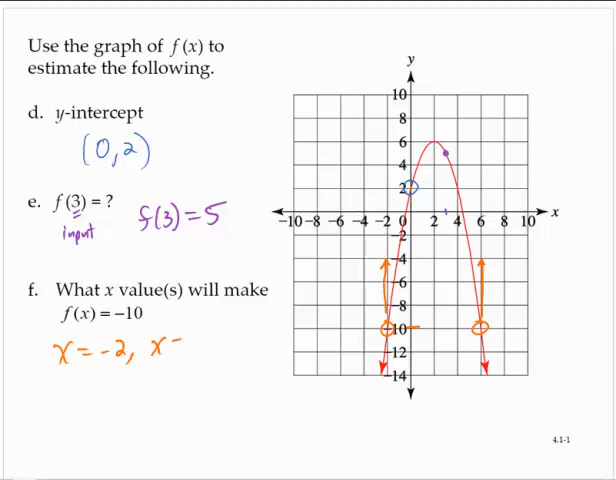 Use the graph of f(x) to
estimate the following.
d. y-intercept
(0,2)
e. f(3) = ?
input
f(3)=5
f. What x value(s) will make
f(x) = −10
x = -2, x -
y
10
8
6
4
2
−10 −8 −6 −4 −2 0 2 4 6 8 10 x
−2
−4
−6
−8
−10
−12
−14
4.1-1